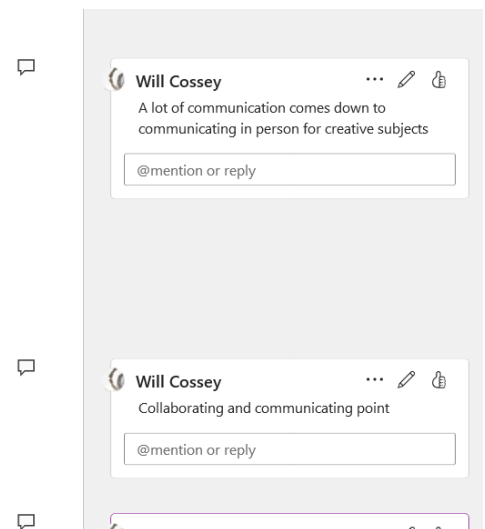 Will Cossey
A lot of communication comes down to
communicating in person for creative subjects
@mention or reply
Will Cossey
Collaborating and communicating point
@mention or reply